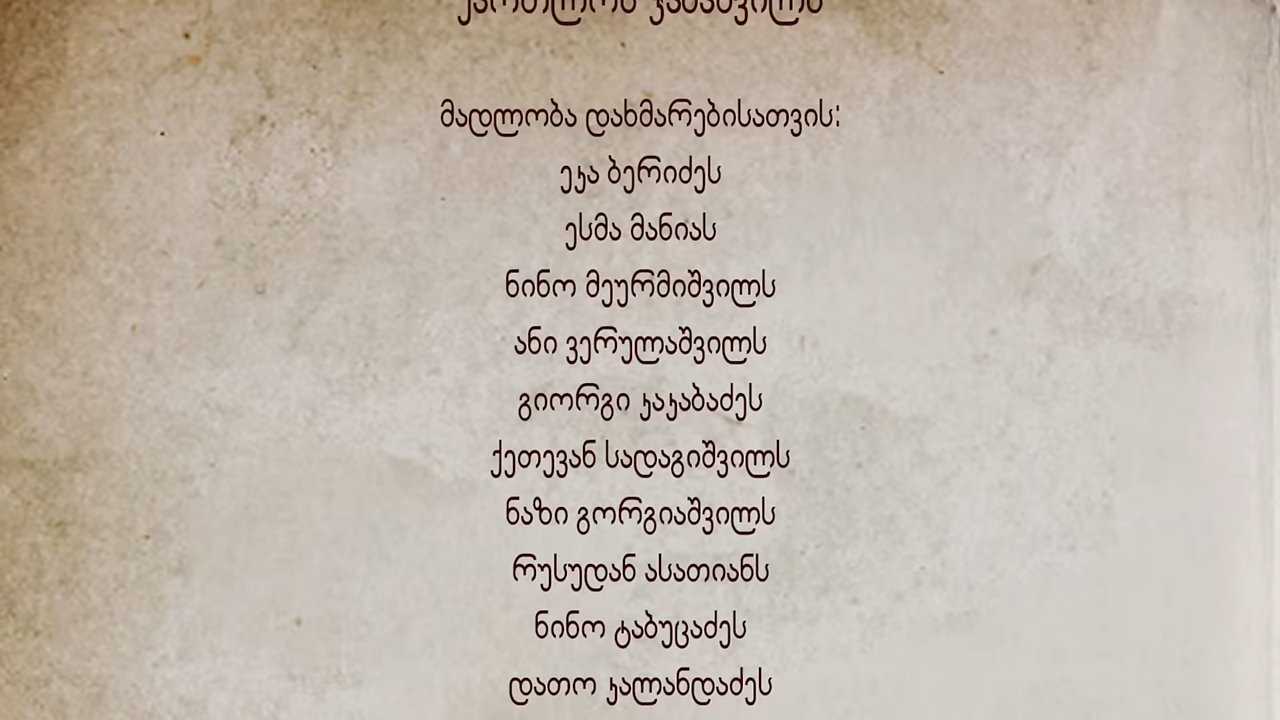 მადლობა დახმარებისათვის:
ეკა ბერიძეს
ესმა მანიას
ნინო მეურმიშვილს
ანი ვერულაშვილს
გიორგი კაკაბაძეს
ქეთევან სადაგიშვილს
ნაზი გორგიაშვილს
რუსუდან ასათიანს
ნინო ტაბუცაძეს
დათო კალანდაძეს